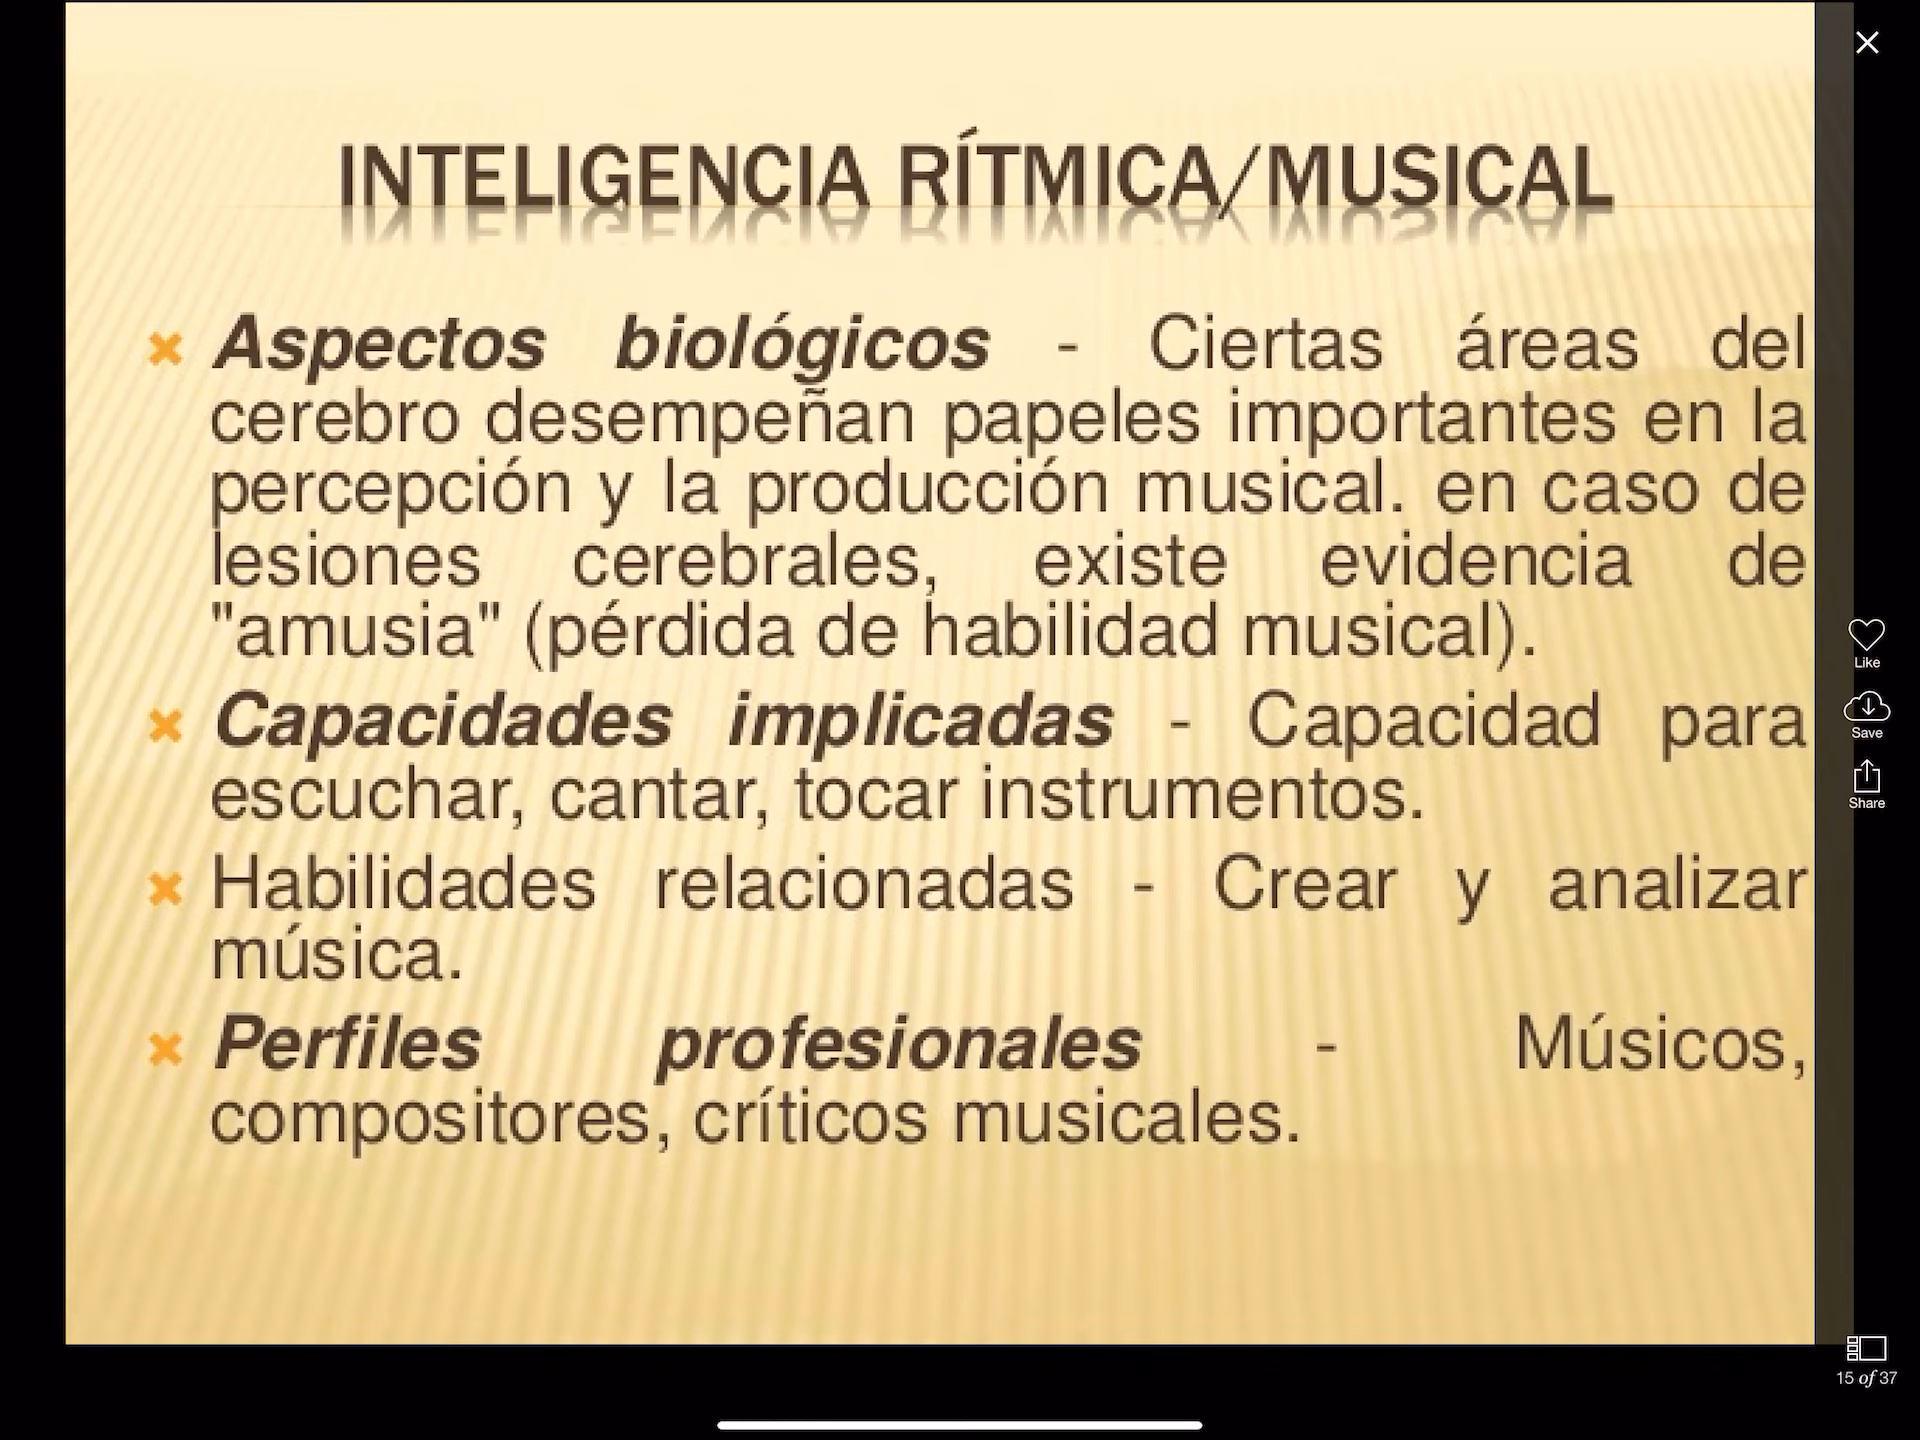 INTELIGENCIA RÍTMICA/MUSICAL
Aspectos biológicos - Ciertas áreas del
cerebro desempeñan papeles importantes en la
percepción y la producción musical. en caso de
lesiones cerebrales, existe evidencia de
"amusia" (pérdida de habilidad musical).
Capacidades implicadas - Capacidad para
escuchar, cantar, tocar instrumentos.
Habilidades relacionadas - Crear y analizar
música.
Perfiles profesionales - Músicos,
compositores, críticos musicales.
Like
Save
Share
15 of 37